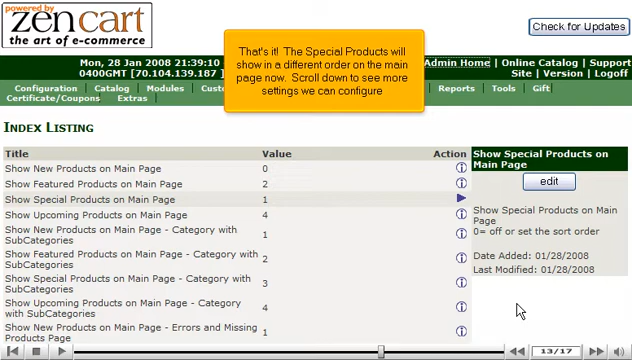 powered by
zen cart
the art of e-commerce
Check for Updates
That's it! The Special Products will
show in a different order on the main
page now. Scroll down to see more
settings we can configure
Mon, 28 Jan 2008 21:39:10
0400GMT [70.104.139.187]
Admin Home | Online Catalog | Support
Site | Version | Logoff
Configuration Catalog Modules Cust Reports Tools Gift
Certificate/Coupons Extras
Index Listing
Title Value Action
Show New Products on Main Page 0
Show Featured Products on Main Page 2
Show Special Products on Main Page 1
Show Upcoming Products on Main Page 4
Show New Products on Main Page - Category with
SubCategories 1
Show Featured Products on Main Page - Category with
SubCategories 2
Show Special Products on Main Page - Category with
SubCategories 3
Show Upcoming Products on Main Page - Category
with SubCategories 4
Show New Products on Main Page - Errors and Missing
Products Page 1
Show Special Products on
Main Page
edit
Show Special Products on Main
Page
0= off or set the sort order
Date Added: 01/28/2008
Last Modified: 01/28/2008
13/17